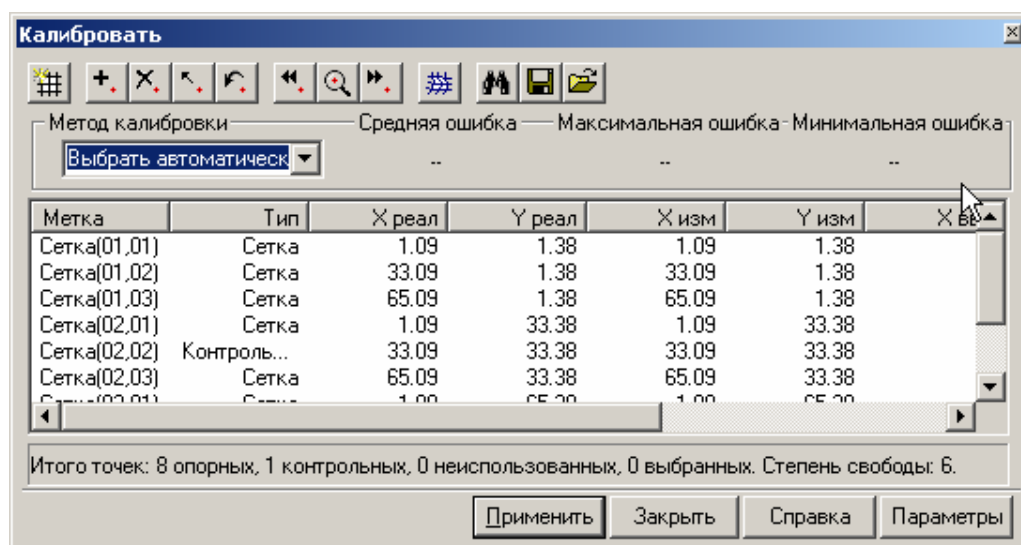 Калибровать
Метод калибровки Средняя ошибка Максимальная ошибка Минимальная ошибка
Выбрать автоматическ -- -- --
Метка Тип X реал Y реал X изм Y изм X
Сетка(01,01) Сетка 1.09 1.38 1.09 1.38
Сетка(01,02) Сетка 33.09 1.38 33.09 1.38
Сетка(01,03) Сетка 65.09 1.38 65.09 1.38
Сетка(02,01) Сетка 1.09 33.38 1.09 33.38
Сетка(02,02) Контроль... 33.09 33.38 33.09 33.38
Сетка(02,03) Сетка 65.09 33.38 65.09 33.38
Итого точек: 8 опорных, 1 контрольных, 0 неиспользованных, 0 выбранных. Степень свободы: 6.
Применить Закрыть Справка Параметры